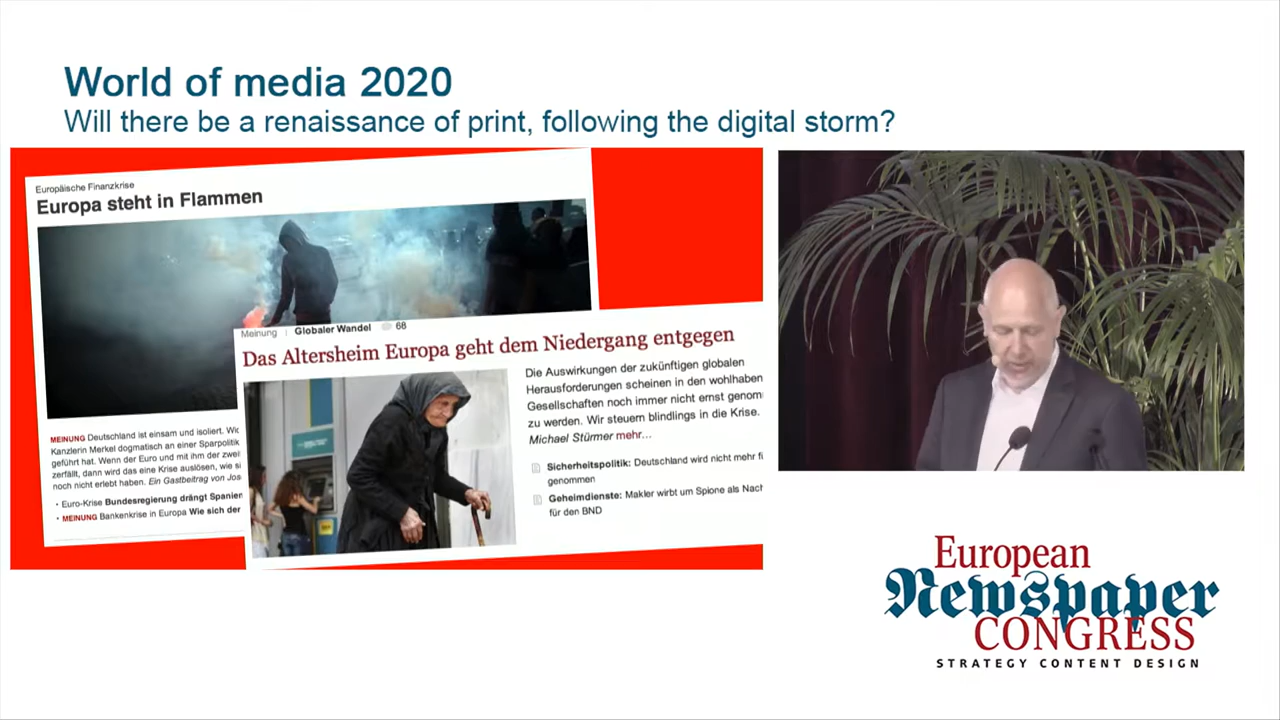 World of media 2020
Will there be a renaissance of print, following the digital storm?
Europäische Finanzkrise
Europa steht in Flammen
MEINUNG Deutschland ist einsam und isoliert.
Kanzlerin Merkel dogmatisch an einer Sparpolitik
geführt hat. Wenn der Euro und mit ihm der
zerfällt, dann wird das eine Krise auslösen, wie
noch nicht erlebt haben. Ein Gastbeitrag von
• Euro-Krise Bundesregierung drängt Spanien
• MEINUNG Bankenkrise in Europa Wie sich der
Meinung | Globaler Wandel 68
Das Altersheim Europa geht dem Niedergang entgegen
Die Auswirkungen der zukünftigen globalen
Herausforderungen scheinen in den wohlhaben
Gesellschaften noch immer nicht ernst genom
zu werden. Wir steuern blindlings in die Krise.
Michael Stürmer mehr...
Sicherheitspolitik: Deutschland wird nicht mehr
genommen
Geheimdienste: Makler wirbt um Spione als Nach
für den BND
European
Newspaper
CONGRESS
STRATEGY CONTENT DESIGN